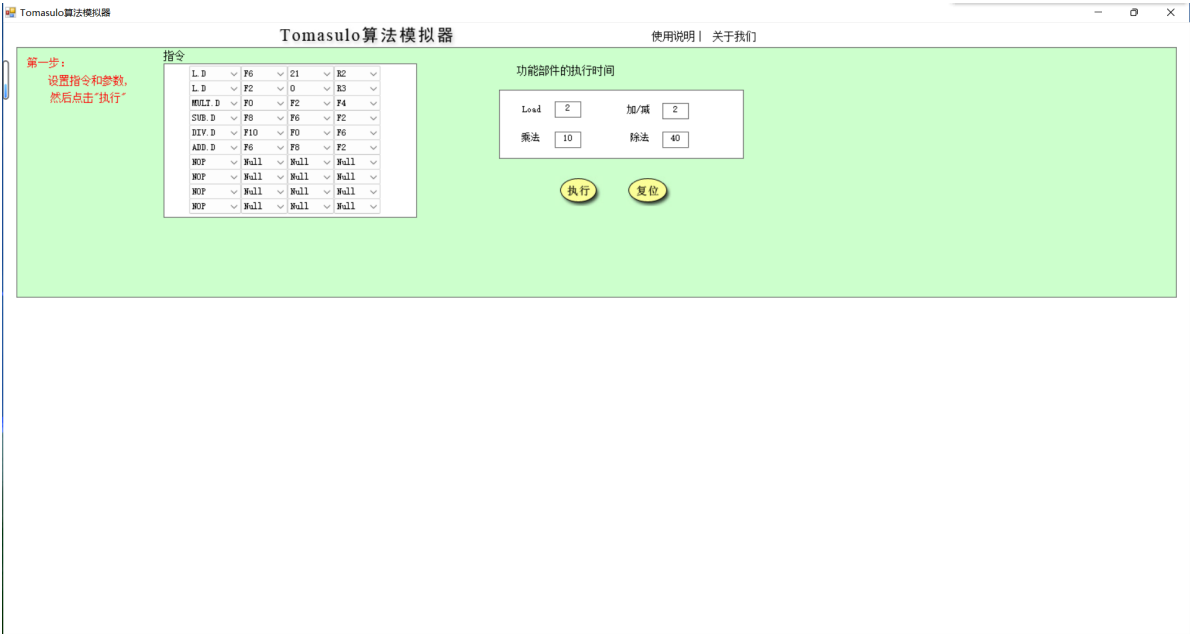 Tomasulo算法模拟器
Tomasulo算法模拟器
使用说明| 关于我们
第一步：
设置指令和参数,
然后点击"执行"
指令
L.D F6 21 R2
L.D F2 0 R3
MULT.D F0 F2 F4
SUB.D F8 F6 F2
DIV.D F10 F0 F6
ADD.D F6 F8 F2
NOP Null Null Null
NOP Null Null Null
NOP Null Null Null
NOP Null Null Null
功能部件的执行时间
Load 2 加/减 2
乘法 10 除法 40
执行 复位